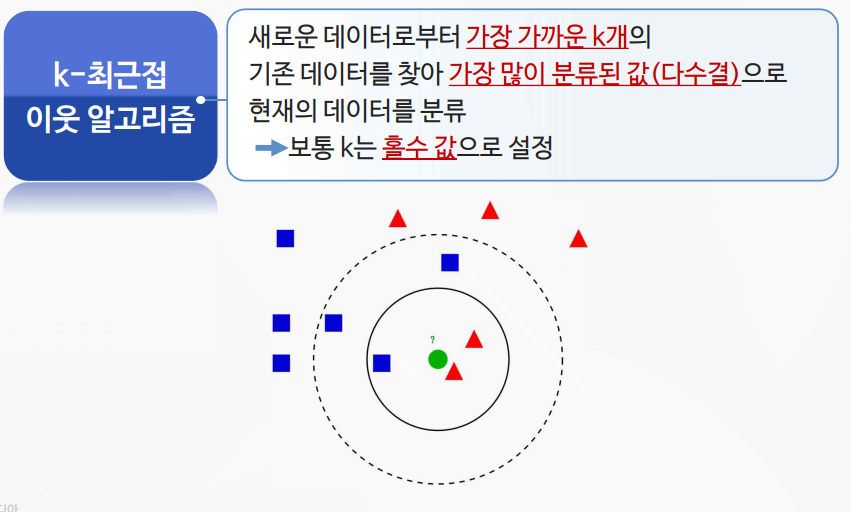 k-최근접
이웃 알고리즘
새로운 데이터로부터 가장 가까운 k개의
기존 데이터를 찾아 가장 많이 분류된 값(다수결)으로
현재의 데이터를 분류
➡보통 k는 홀수 값으로 설정
?
디아